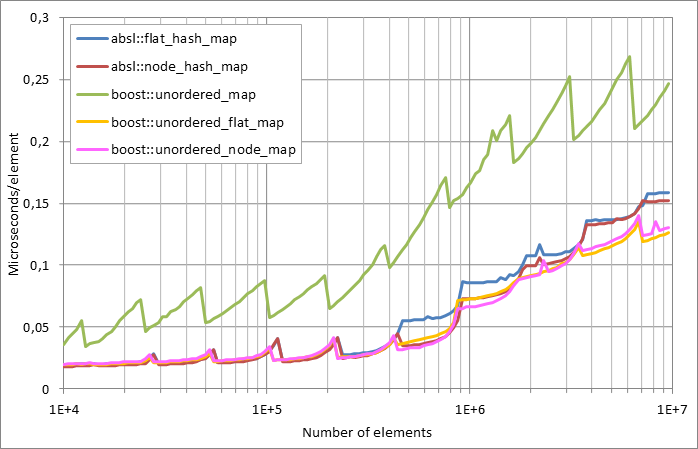 0,3
0,25
0,2
0,15
0,1
0,05
0
Microseconds/element
absl::flat_hash_map
absl::node_hash_map
boost::unordered_map
boost::unordered_flat_map
boost::unordered_node_map
1E+4 1E+5 1E+6 1E+7
Number of elements